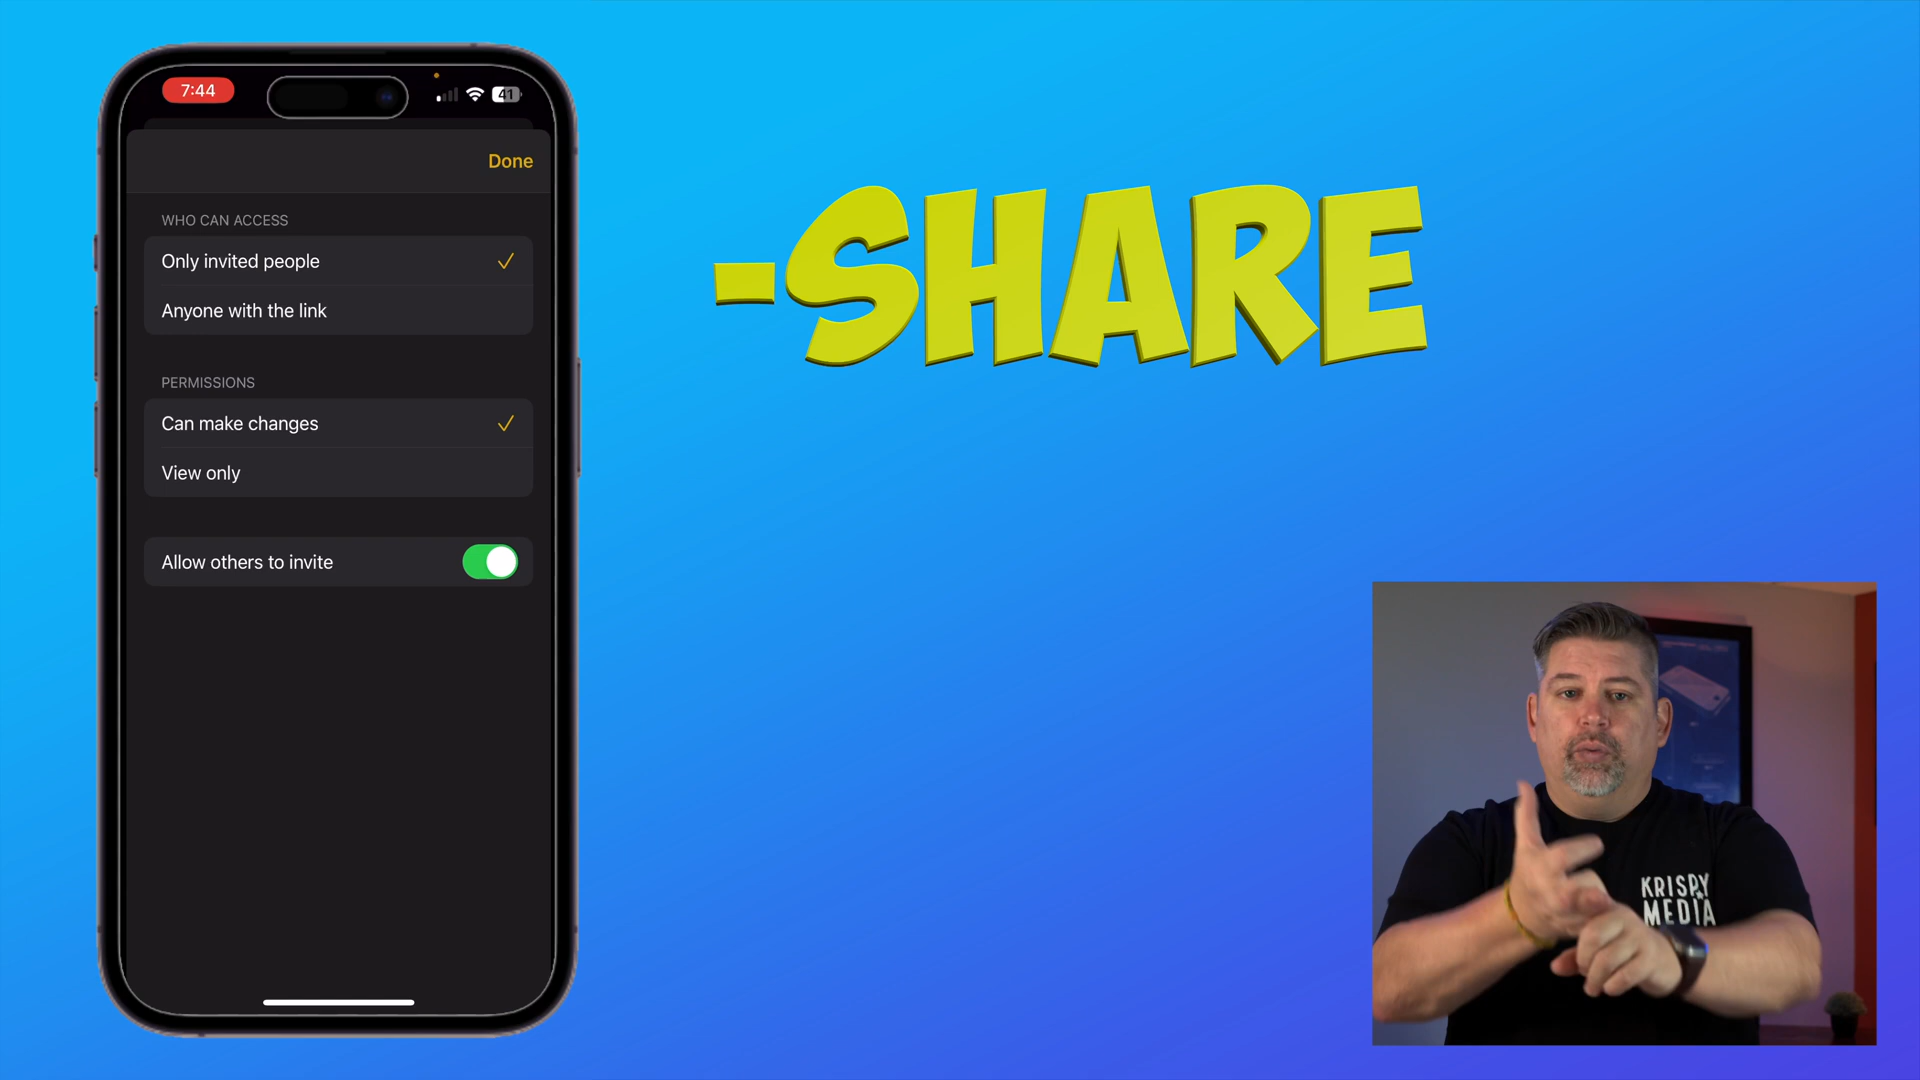 7:44
41
Done
WHO CAN ACCESS
Only invited people
Anyone with the link
PERMISSIONS
Can make changes
View only
Allow others to invite
-SHARE
KRISPY
MEDIA